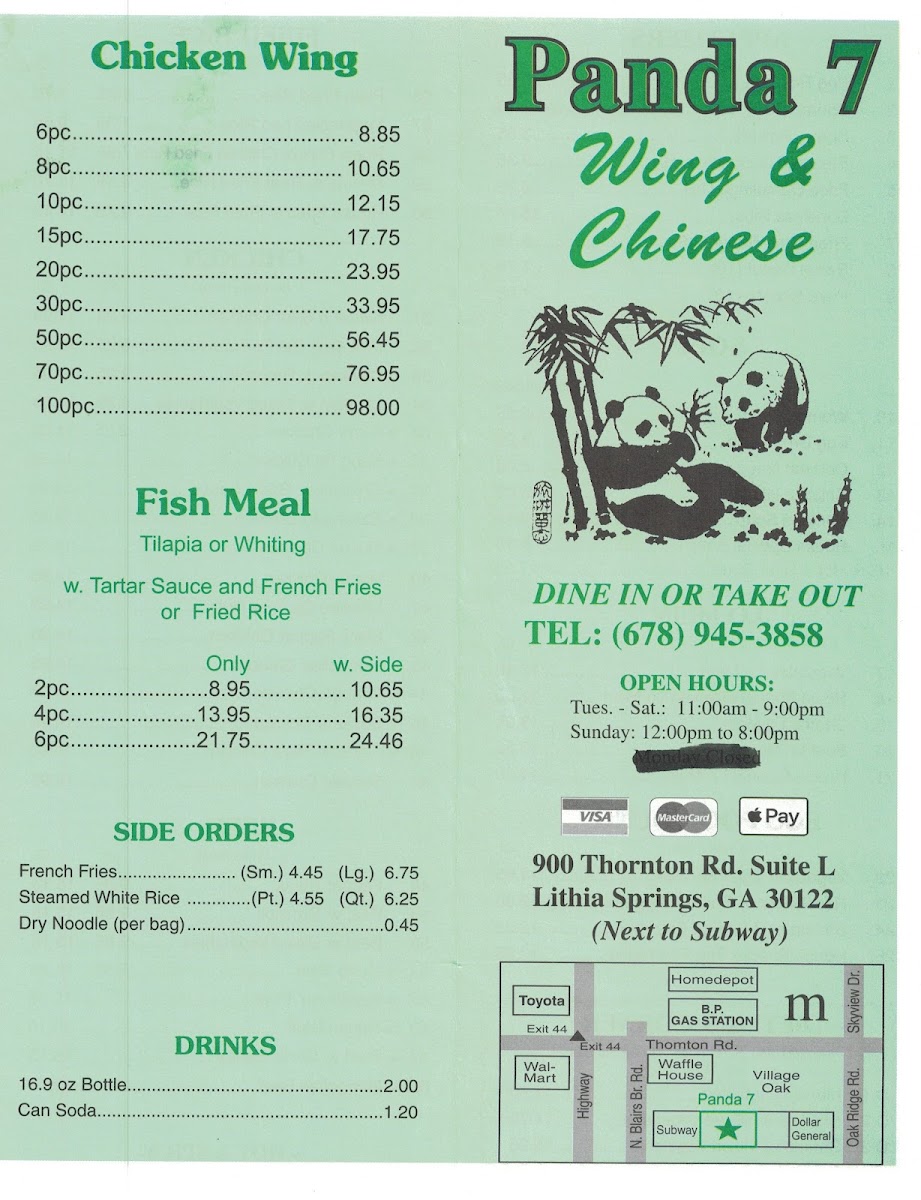 Chicken Wing
6pc.......................................... 8.85
8pc.......................................... 10.65
10pc........................................ 12.15
15pc........................................ 17.75
20pc........................................ 23.95
30pc........................................ 33.95
50pc........................................ 56.45
70pc........................................ 76.95
100pc...................................... 98.00
Fish Meal
Tilapia or Whiting
w. Tartar Sauce and French Fries
or Fried Rice
Only w. Side
2pc.....................8.95............... 10.65
4pc................... 13.95............... 16.35
6pc................... 21.75............... 24.46
SIDE ORDERS
French Fries......................... (Sm.) 4.45 (Lg.) 6.75
Steamed White Rice .............(Pt.) 4.55 (Qt.) 6.25
Dry Noodle (per bag)..........................................0.45
DRINKS
16.9 oz Bottle.......................................................2.00
Can Soda.............................................................1.20
Panda 7
Wing &
Chinese
DINE IN OR TAKE OUT
TEL: (678) 945-3858
OPEN HOURS:
Tues. - Sat.: 11:00am - 9:00pm
Sunday: 12:00pm to 8:00pm
Monday Closed
VISA MasterCard Pay
900 Thornton Rd. Suite L
Lithia Springs, GA 30122
(Next to Subway)
Homedepot
Toyota
B.P.
GAS STATION
m
Skyview Dr.
Exit 44
Exit 44
Thomton Rd.
Wal-
Mart
Highway
N. Blairs Br. Rd.
Waffle
House
Village
Oak
Oak Ridge Rd.
Panda 7
Subway
Dollar
General